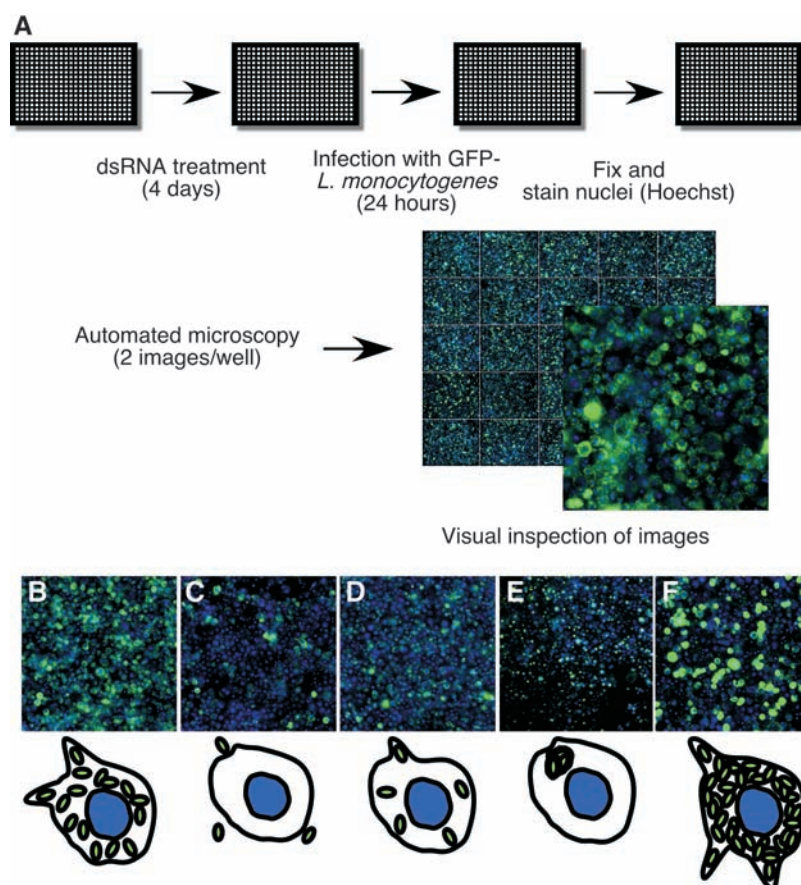 A
dsRNA treatment
(4 days)
Infection with GFP-
L. monocytogenes
(24 hours)
Fix and
stain nuclei (Hoechst)
Automated microscopy
(2 images/well)
Visual inspection of images
B C D E F